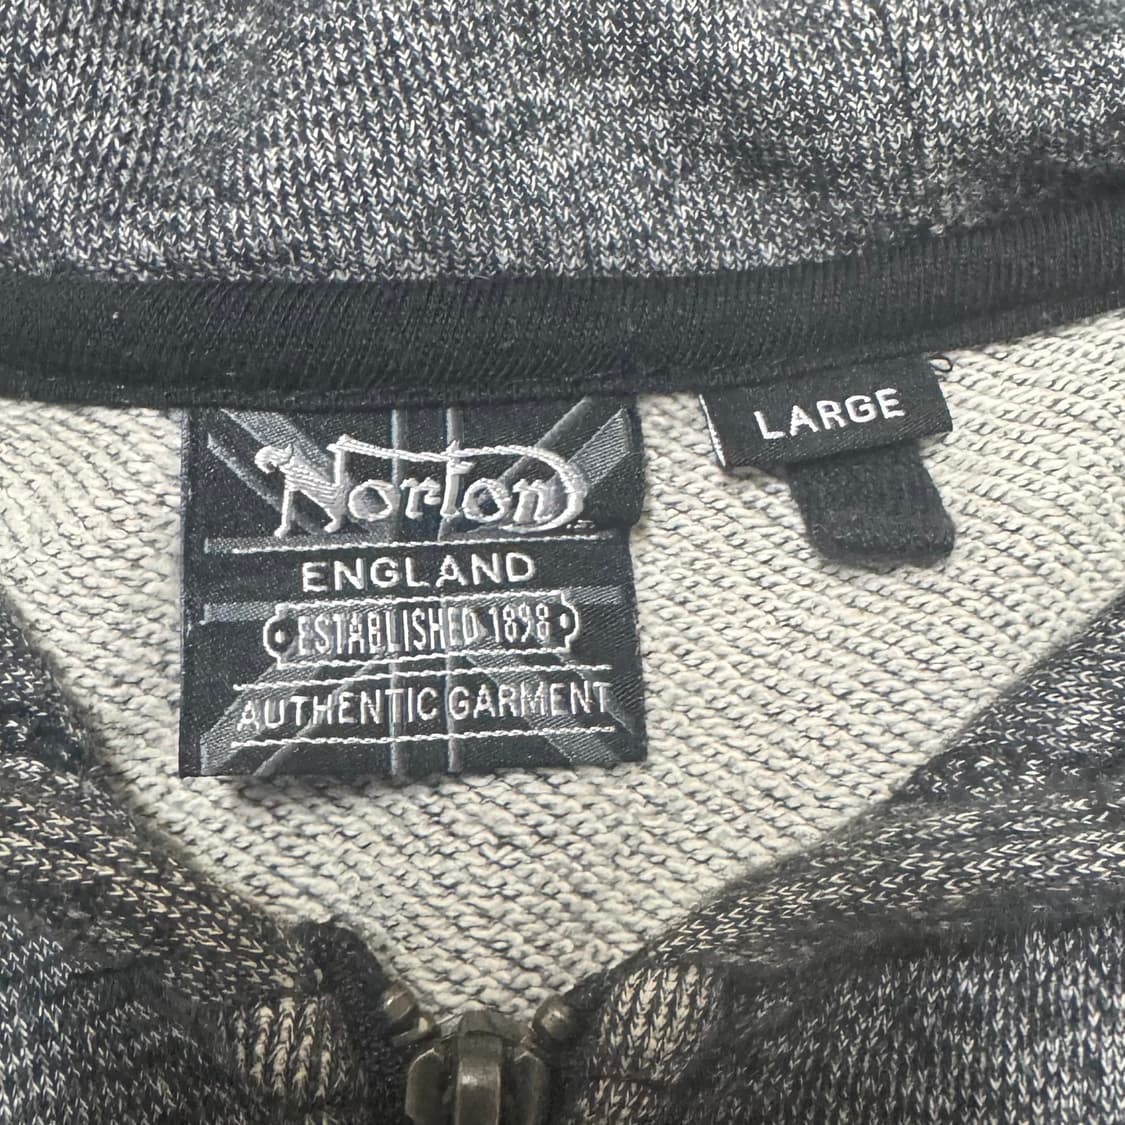 Norton
ENGLAND
ESTABLISHED 1898
AUTHENTIC GARMENT
LARGE